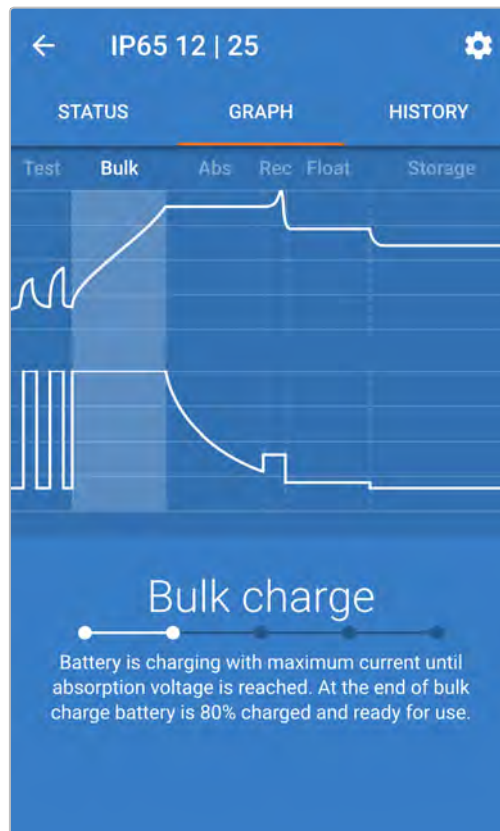 IP65 12 | 25
STATUS GRAPH HISTORY
Test Bulk Abs Rec Float Storage
Bulk charge
Battery is charging with maximum current until
absorption voltage is reached. At the end of bulk
charge battery is 80% charged and ready for use.